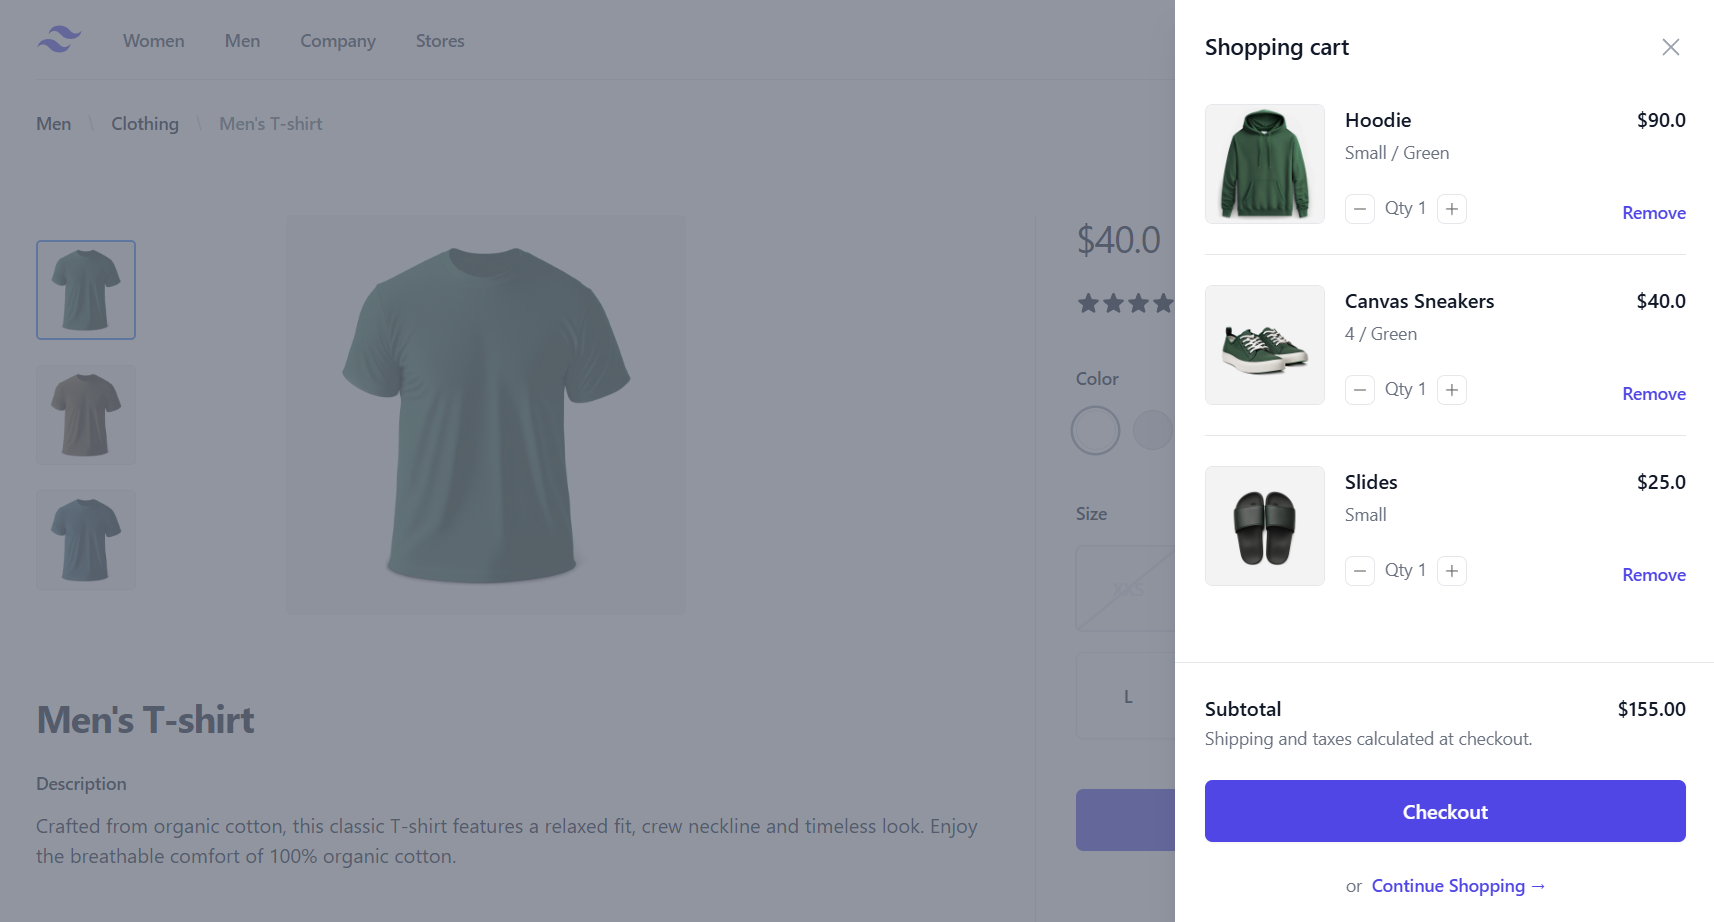 Women Men Company Stores
Men \ Clothing \ Men's T-shirt
$40.0
Color
Size
XXS
L
Men's T-shirt
Description
Crafted from organic cotton, this classic T-shirt features a relaxed fit, crew neckline and timeless look. Enjoy
the breathable comfort of 100% organic cotton.
Shopping cart
Hoodie $90.0
Small / Green
Qty 1 Remove
Canvas Sneakers $40.0
4 / Green
Qty 1 Remove
Slides $25.0
Small
Qty 1 Remove
Subtotal $155.00
Shipping and taxes calculated at checkout.
Checkout
or Continue Shopping →